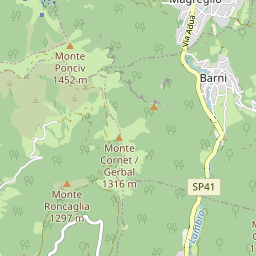 Magreglio
Via Adua
Monte
Ponciv
1452 m
Barni
Monte
Cornet /
Gerbal
1316 m
SP41
Monte
Roncaglia
1297 m
Lambro